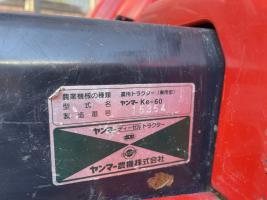 農業機械の種類 農用トラクター(乗用型)
型式名 ヤンマー Ke-60
製造番号
ヤンマーディーゼルトラクター
ヤンマー農機株式会社